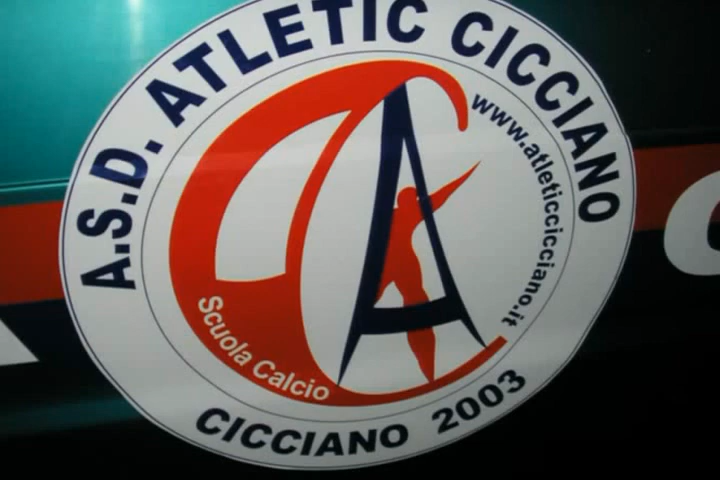 A.S.D. ATLETIC CICCIANO
www.atleticcicciano.it
Scuola Calcio
CICCIANO 2003